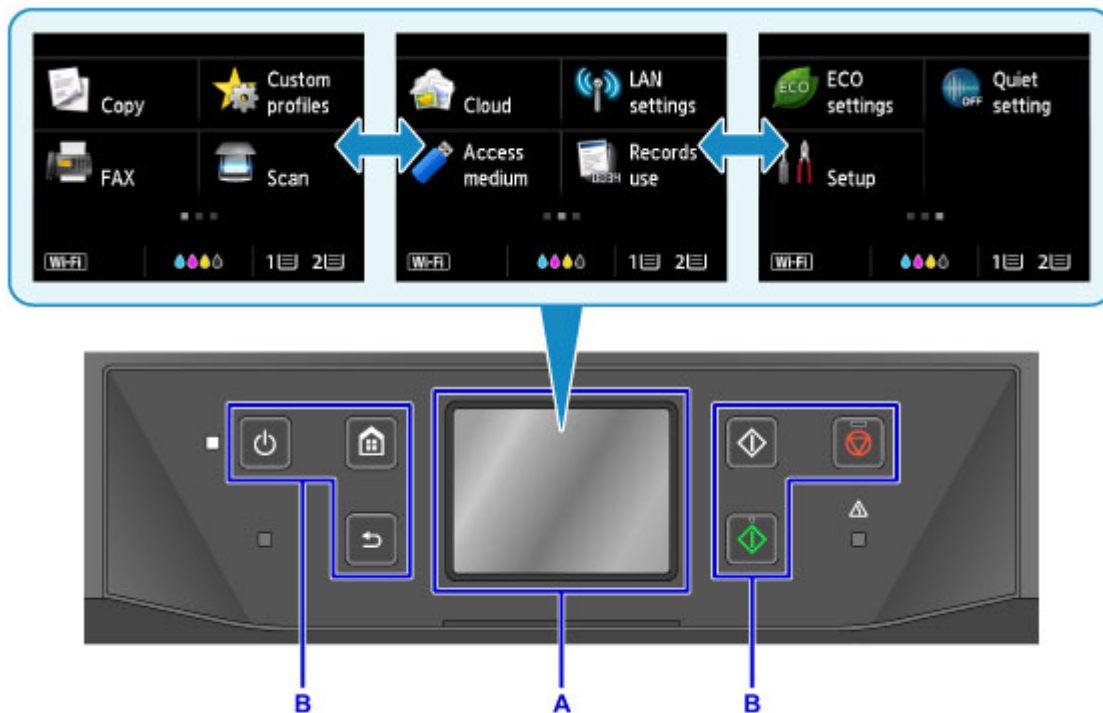 Copy
Custom
profiles
FAX
Scan
Wi-Fi
1
2
Cloud
LAN
settings
Access
medium
Records
use
Wi-Fi
1
2
ECO
ECO
settings
OFF
Quiet
setting
Setup
Wi-Fi
1
2
B
A
B